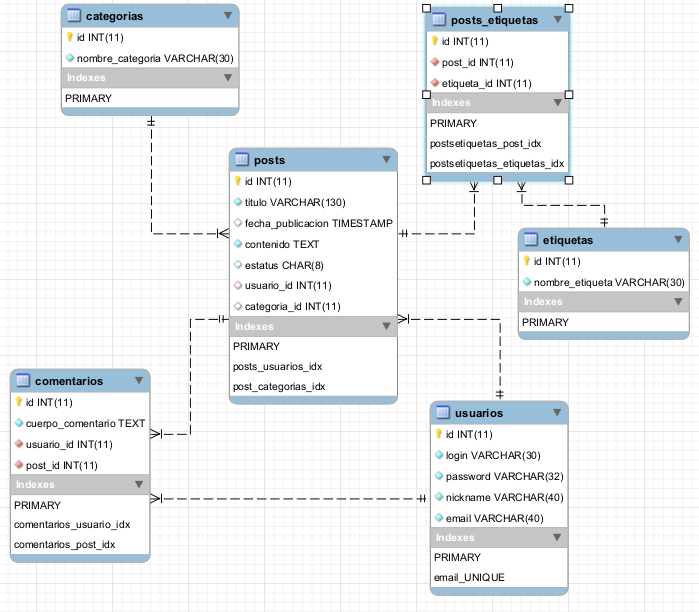 categorias
id INT(11)
nombre_categoria VARCHAR(30)
Indexes
PRIMARY
posts_etiquetas
id INT(11)
post_id INT(11)
etiqueta_id INT(11)
Indexes
PRIMARY
postsetiquetas_post_idx
postsetiquetas_etiquetas_idx
posts
id INT(11)
titulo VARCHAR(130)
fecha_publicacion TIMESTAMP
contenido TEXT
estatus CHAR(8)
usuario_id INT(11)
categoria_id INT(11)
Indexes
PRIMARY
posts_usuarios_idx
post_categorias_idx
etiquetas
id INT(11)
nombre_etiqueta VARCHAR(30)
Indexes
PRIMARY
comentarios
id INT(11)
cuerpo_comentario TEXT
usuario_id INT(11)
post_id INT(11)
Indexes
PRIMARY
comentarios_usuario_idx
comentarios_post_idx
usuarios
id INT(11)
login VARCHAR(30)
password VARCHAR(32)
nickname VARCHAR(40)
email VARCHAR(40)
Indexes
PRIMARY
email_UNIQUE